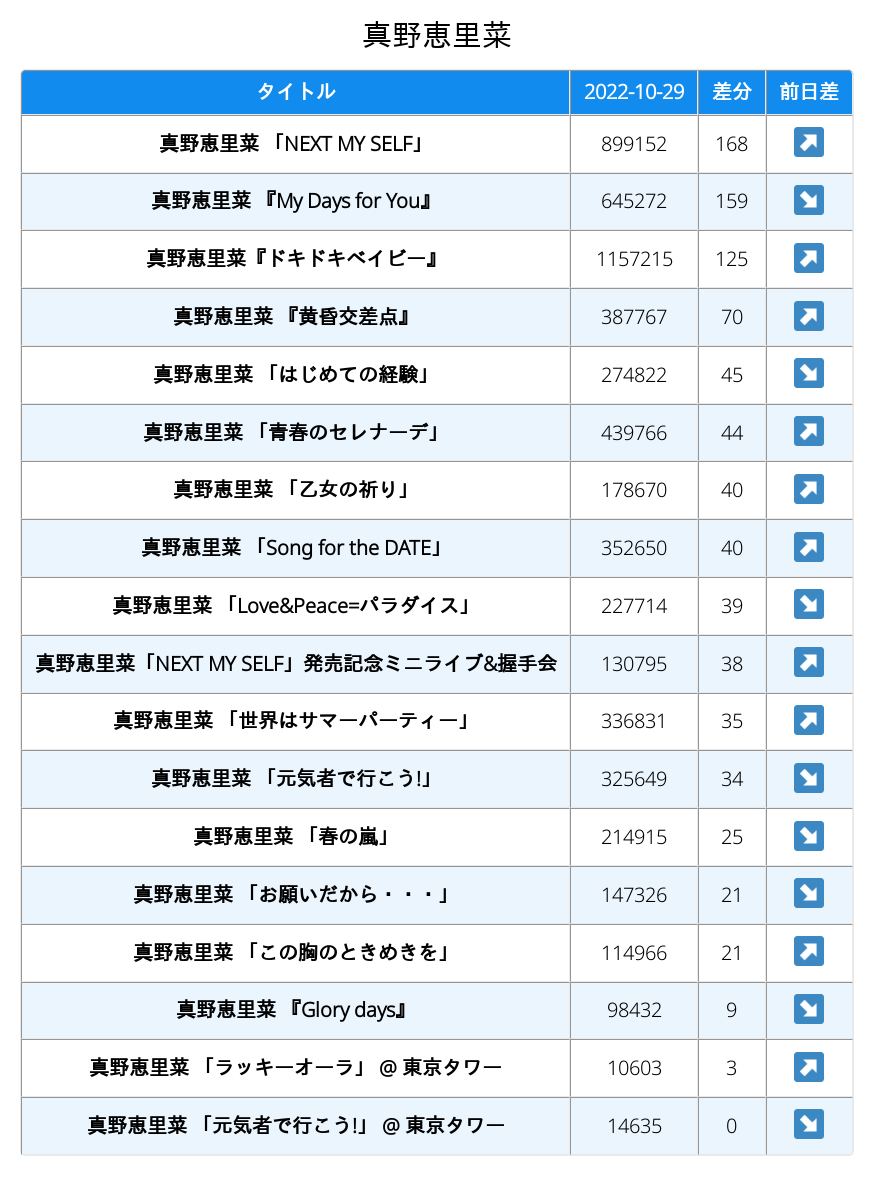 真野恵里菜
タイトル 2022-10-29 差分 前日差
真野恵里菜 「NEXT MY SELF」 899152 168 ↗
真野恵里菜 『My Days for You』 645272 159 ↘
真野恵里菜『ドキドキベイビー』 1157215 125 ↗
真野恵里菜 『黄昏交差点』 387767 70 ↗
真野恵里菜 「はじめての経験」 274822 45 ↘
真野恵里菜 「青春のセレナーデ」 439766 44 ↗
真野恵里菜 「乙女の祈り」 178670 40 ↗
真野恵里菜 「Song for the DATE」 352650 40 ↗
真野恵里菜 「Love&Peace=パラダイス」 227714 39 ↘
真野恵里菜「NEXT MY SELF」発売記念ミニライブ&握手会 130795 38 ↗
真野恵里菜 「世界はサマーパーティー」 336831 35 ↗
真野恵里菜 「元気者で行こう!」 325649 34 ↘
真野恵里菜 「春の嵐」 214915 25 ↘
真野恵里菜 「お願いだから・・・」 147326 21 ↘
真野恵里菜 「この胸のときめきを」 114966 21 ↗
真野恵里菜 『Glory days』 98432 9 ↘
真野恵里菜 「ラッキーオーラ」 @ 東京タワー 10603 3 ↗
真野恵里菜 「元気者で行こう!」 @ 東京タワー 14635 0 ↘